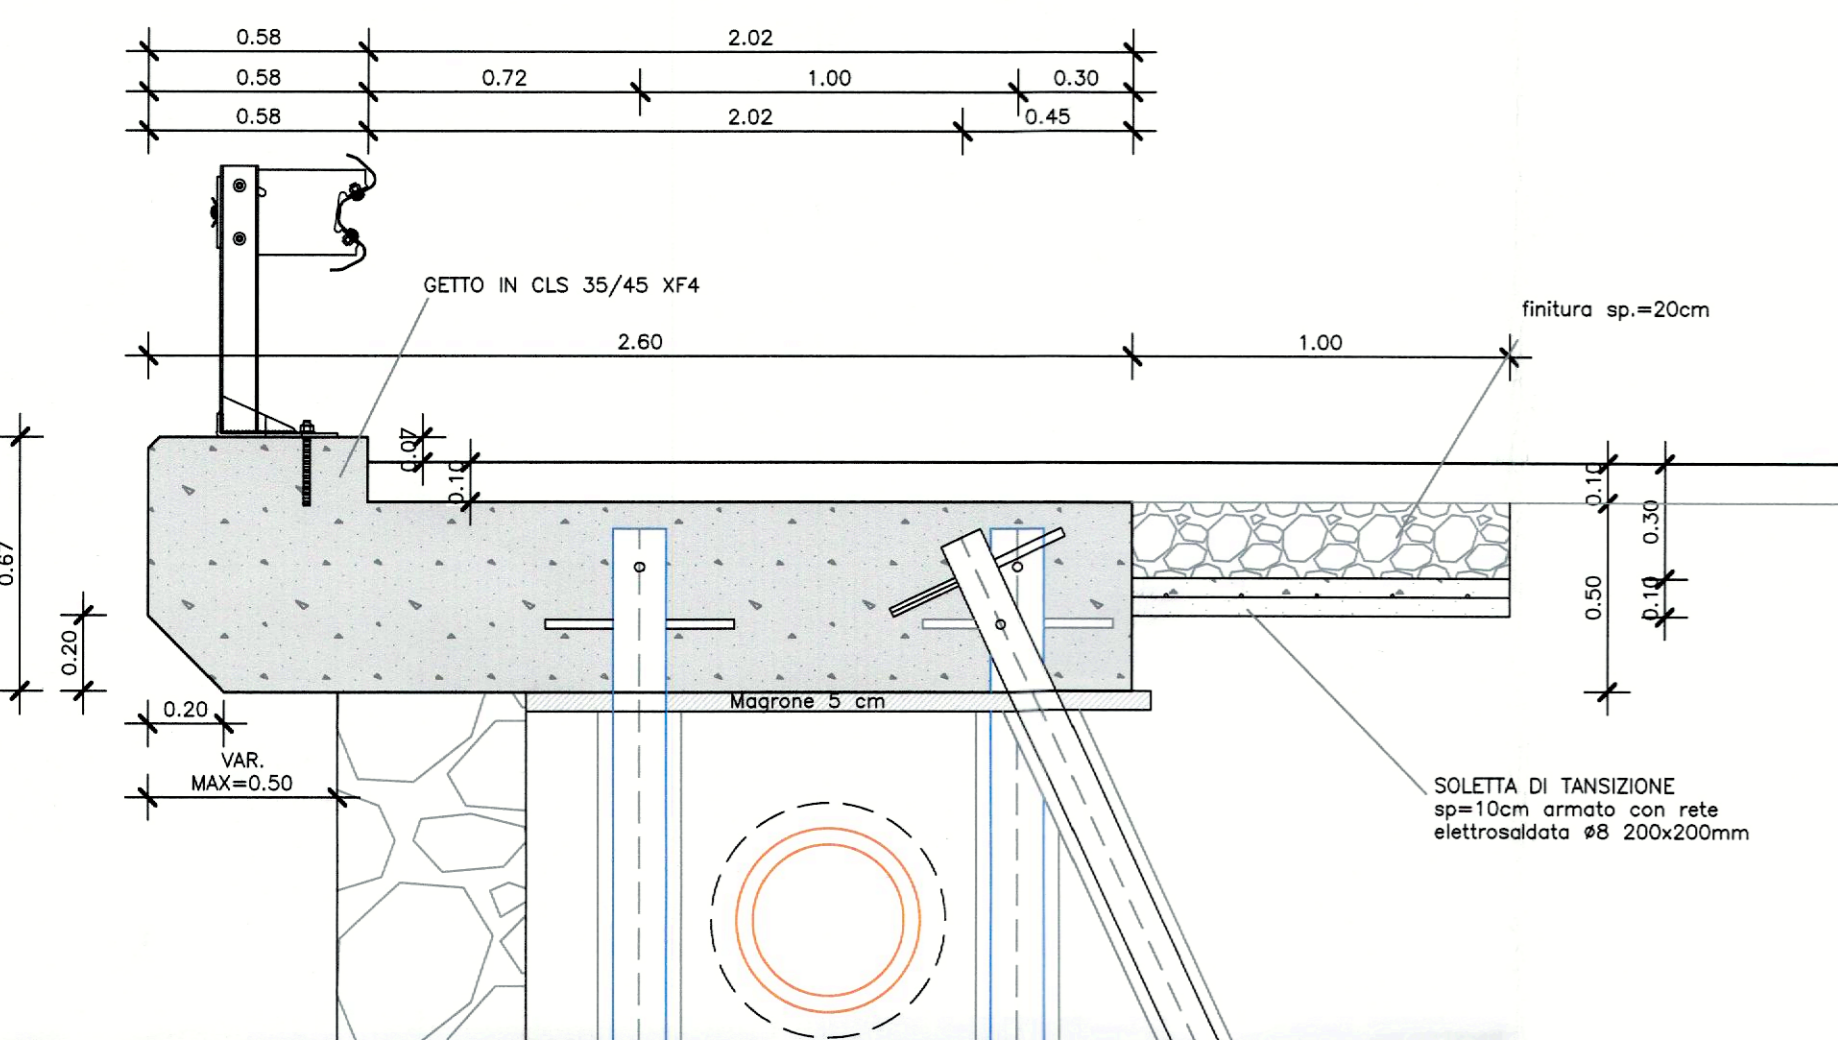 0.58 2.02
0.58 0.72 1.00 0.30
0.58 2.02 0.45
GETTO IN CLS 35/45 XF4
finitura sp.=20cm
2.60 1.00
0.07
0.10
0.10
0.30
0.67
0.50
0.10
0.20
Magrone 5 cm
0.20
VAR.
MAX=0.50
SOLETTA DI TANSIZIONE
sp=10cm armato con rete
elettrosaldata ø8 200x200mm